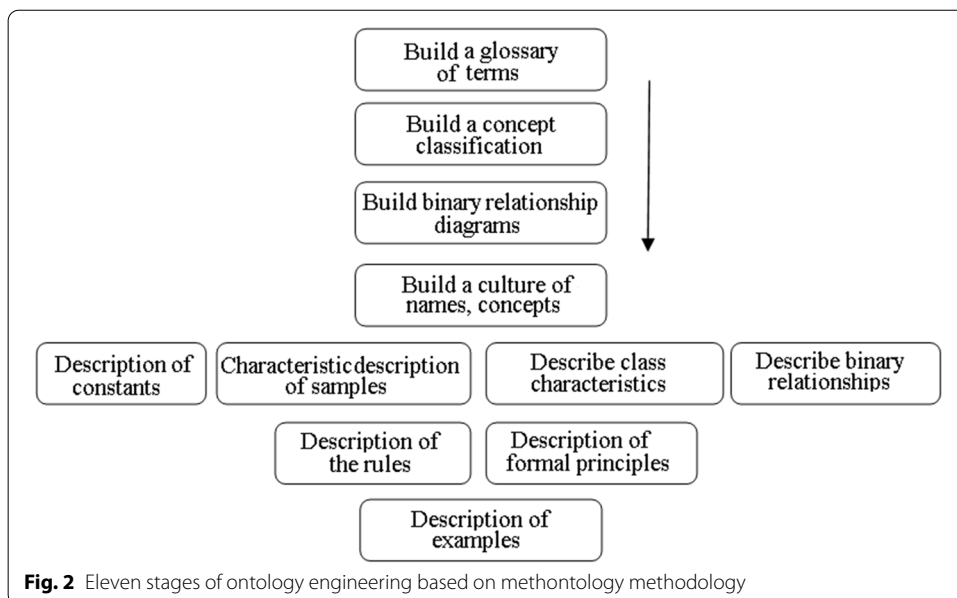 Build a glossary
of terms
Build a concept
classification
Build binary relationship
diagrams
Build a culture of
names, concepts
Description of
constants
Characteristic description
of samples
Describe class
characteristics
Describe binary
relationships
Description of
the rules
Description of
formal principles
Description of
examples
Fig. 2 Eleven stages of ontology engineering based on methontology methodology